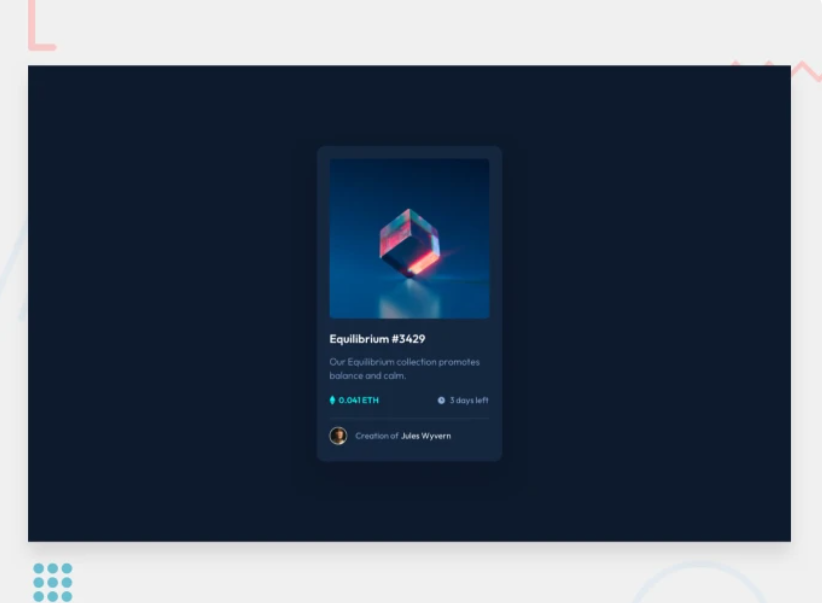 Equilibrium #3429
Our Equilibrium collection promotes
balance and calm.
0.041 ETH
3 days left
Creation of Jules Wyvern